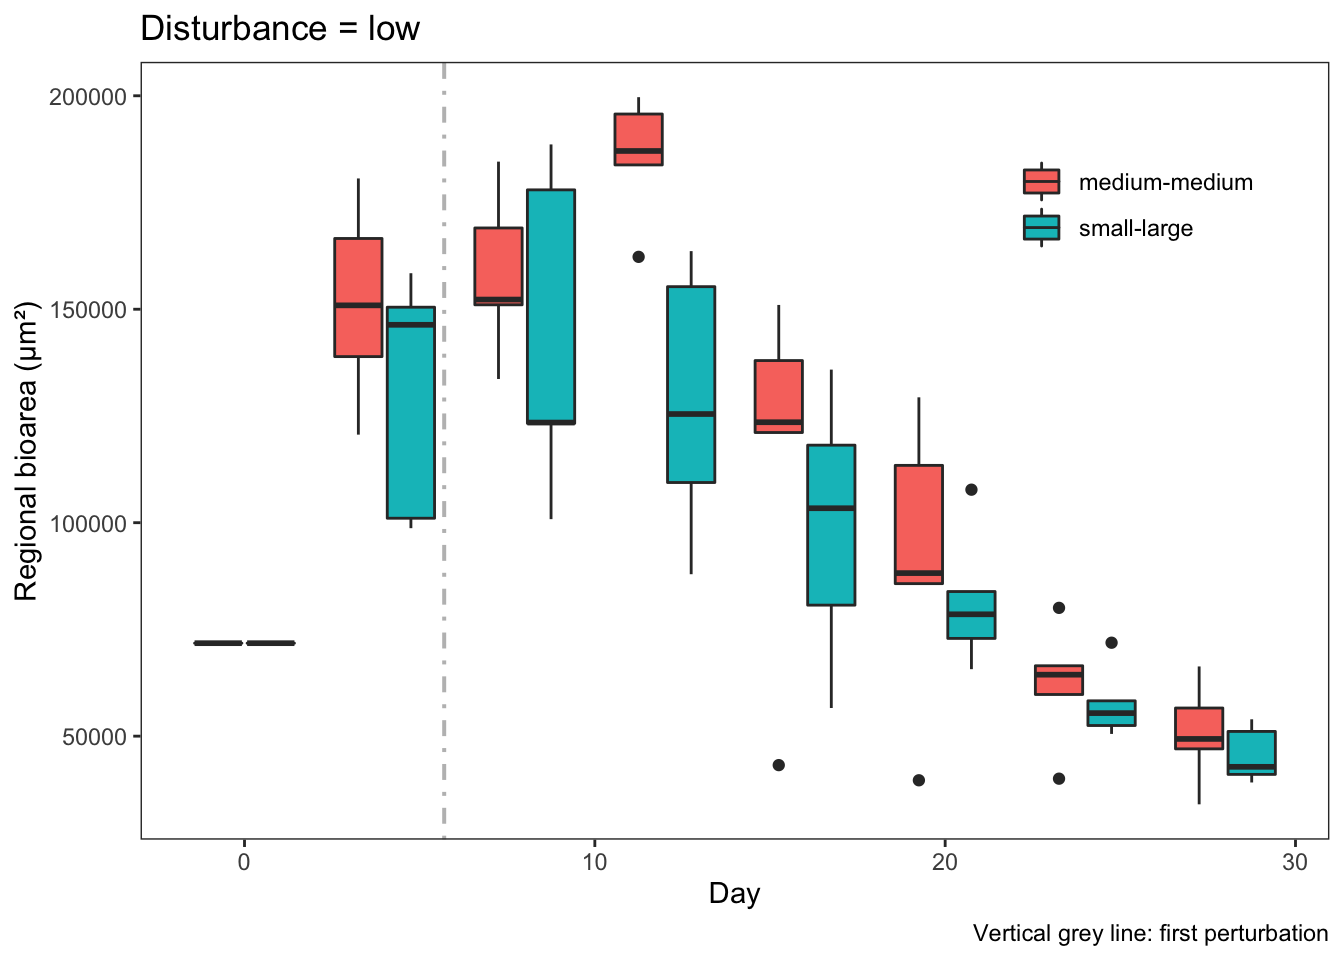 Disturbance = low
Regional bioarea (µm²)
200000
150000
100000
50000
medium-medium
small-large
0
10
20
30
Day
Vertical grey line: first perturbation